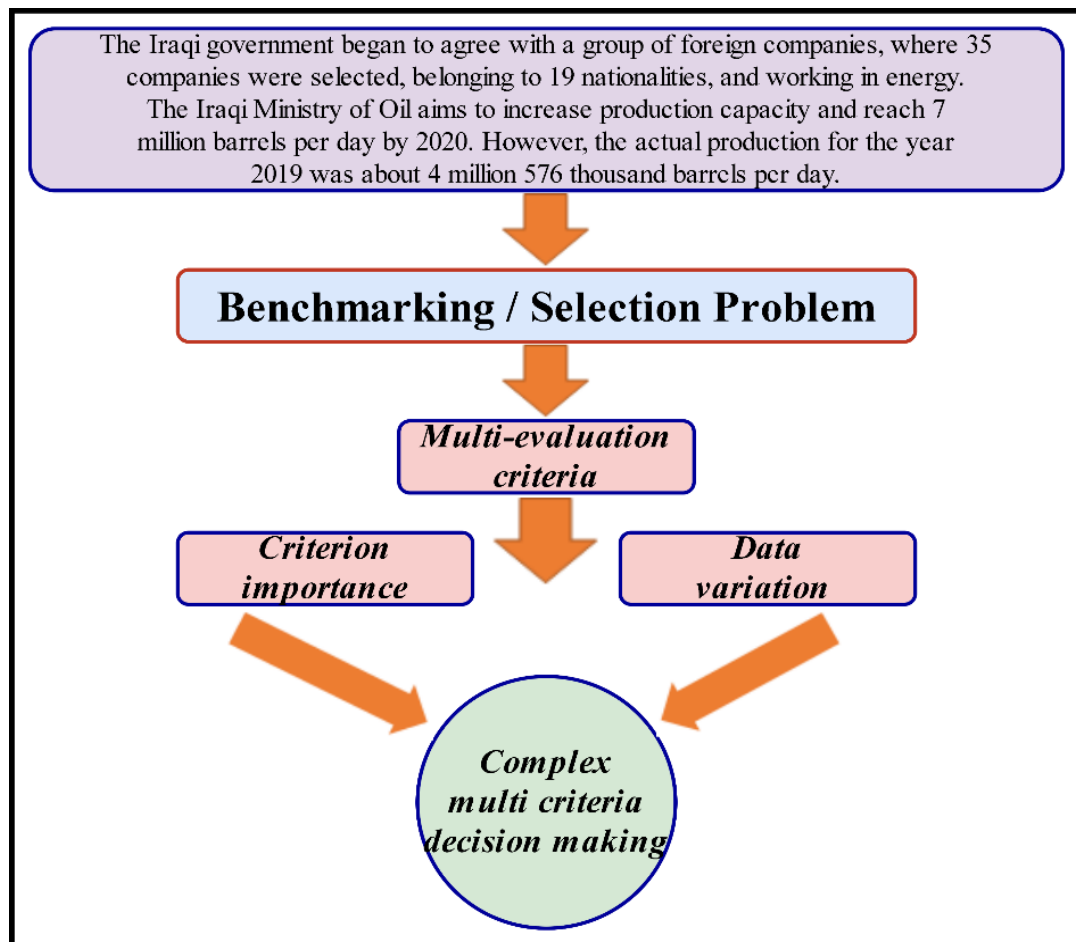 The Iraqi government began to agree with a group of foreign companies, where 35
companies were selected, belonging to 19 nationalities, and working in energy.
The Iraqi Ministry of Oil aims to increase production capacity and reach 7
million barrels per day by 2020. However, the actual production for the year
2019 was about 4 million 576 thousand barrels per day.
Benchmarking / Selection Problem
Multi-evaluation
criteria
Criterion
importance
Data
variation
Complex
multi criteria
decision making